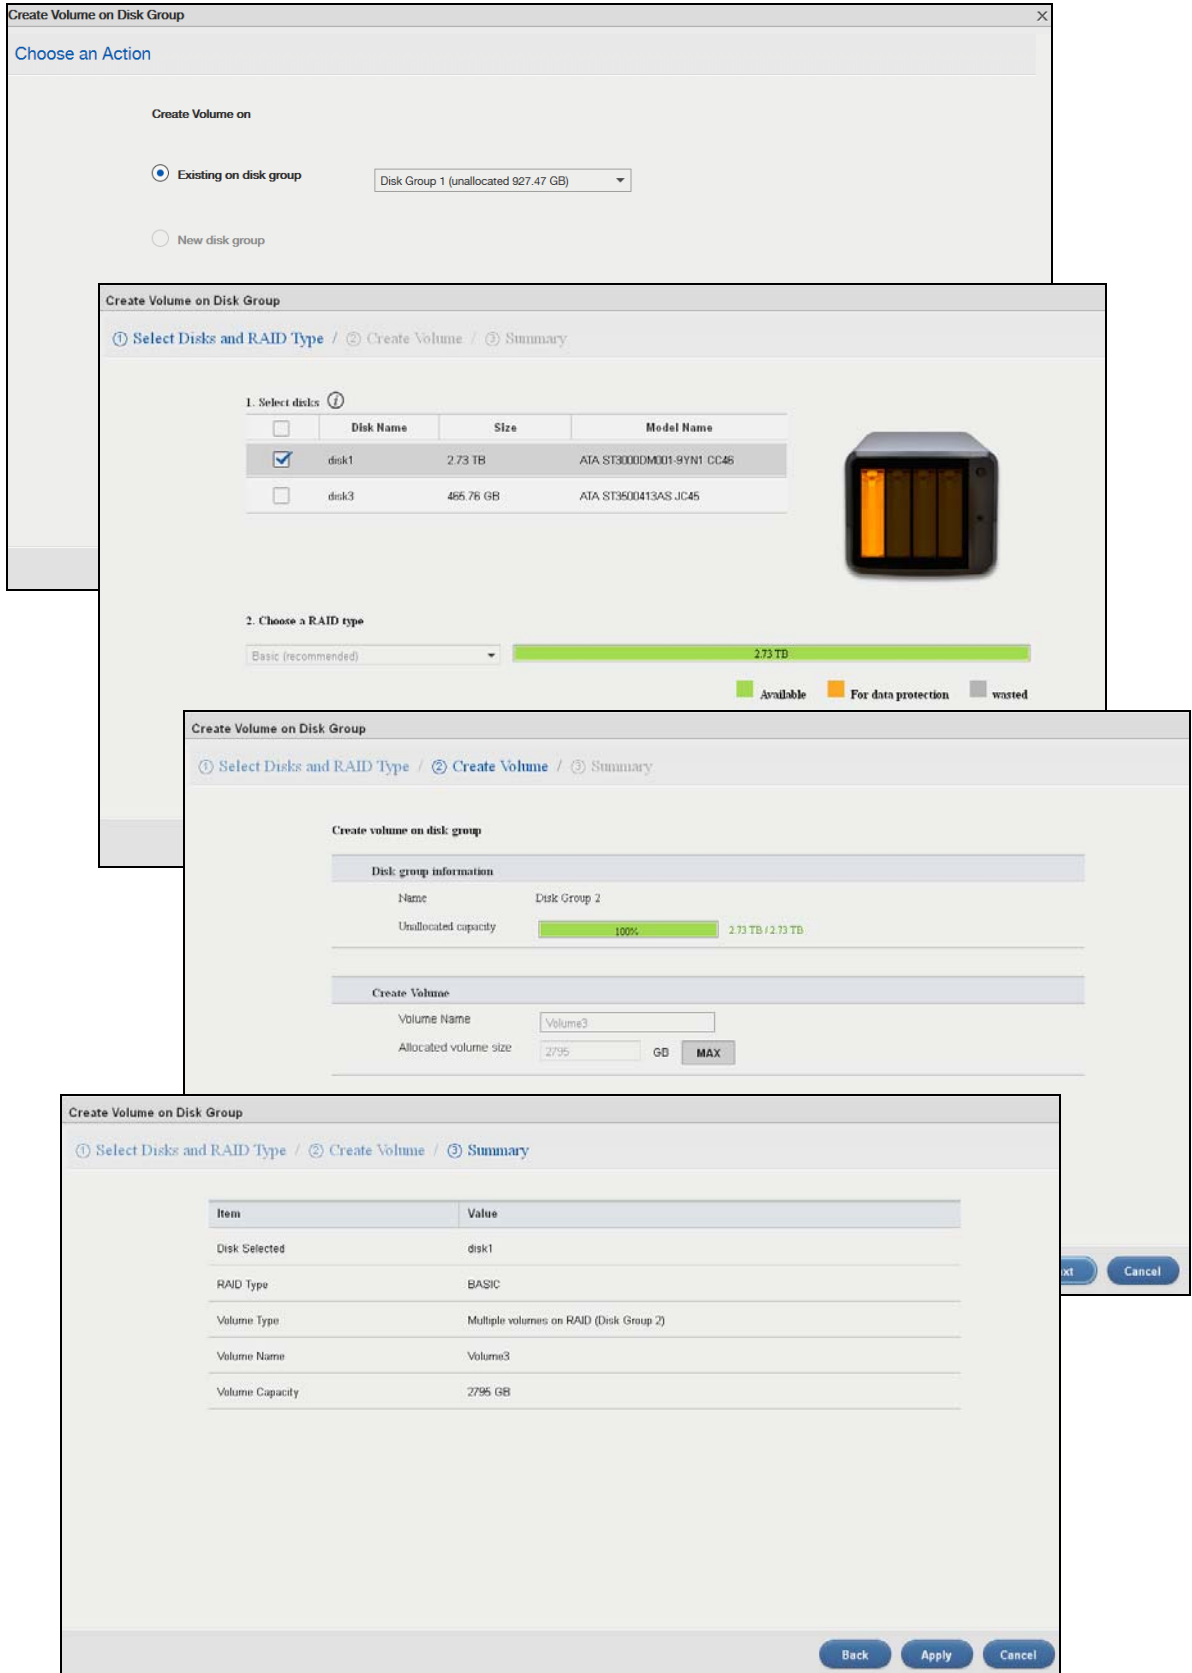 Create Volume on Disk Group
Choose an Action
Create Volume on
Existing on disk group
Disk Group 1 (unallocated 927.47 GB)
New disk group
Create Volume on Disk Group
① Select Disks and RAID Type / ② Create Volume / ③ Summary
1. Select disks i
Disk Name Size Model Name
disk1 2.73 TB ATA ST3000DM001-9YN1 CC46
disk3 465.76 GB ATA ST3500413AS JC45
2. Choose a RAID type
Basic (recommended)
2.73 TB
Available For data protection wasted
Create Volume on Disk Group
① Select Disks and RAID Type / ② Create Volume / ③ Summary
Create volume on disk group
Disk group information
Name Disk Group 2
Unallocated capacity 100% 2.73 TB / 2.73 TB
Create Volume
Volume Name Volume3
Allocated volume size 2795 GB MAX
xt Cancel
Create Volume on Disk Group
① Select Disks and RAID Type / ② Create Volume / ③ Summary
Item Value
Disk Selected disk1
RAID Type BASIC
Volume Type Multiple volumes on RAID (Disk Group 2)
Volume Name Volume3
Volume Capacity 2795 GB
Back Apply Cancel